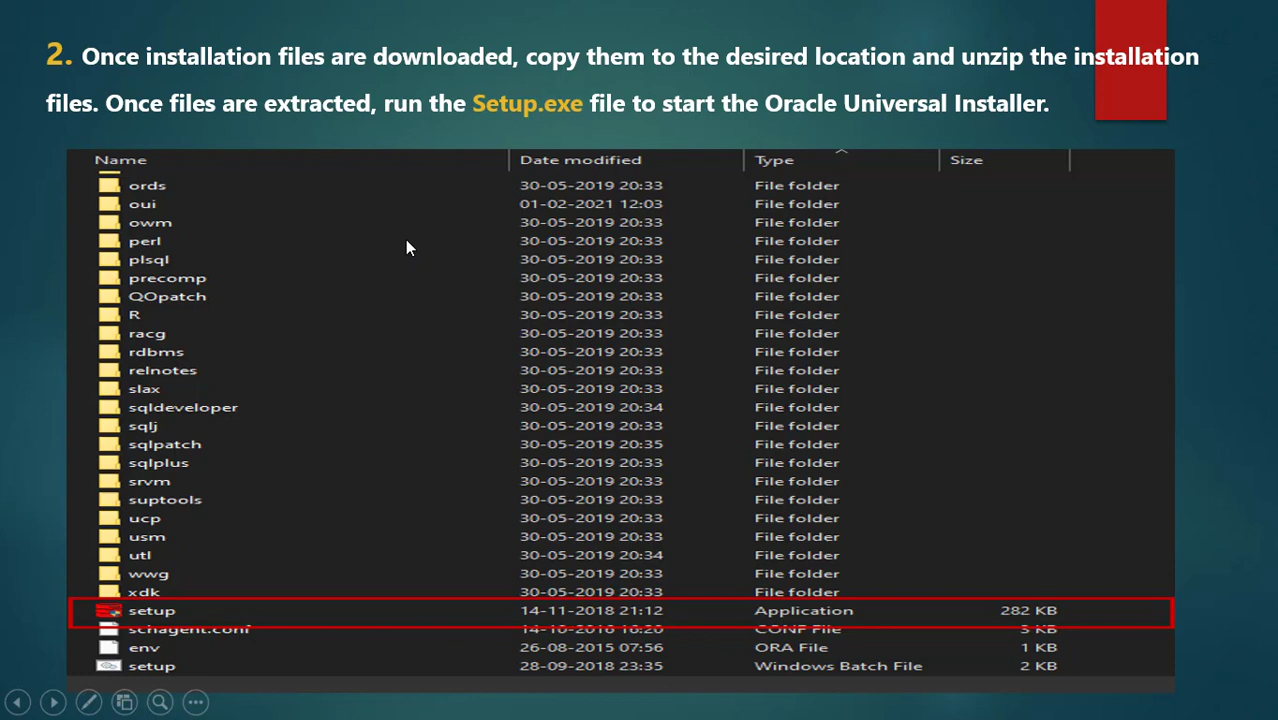 2. Once installation files are downloaded, copy them to the desired location and unzip the installation
files. Once files are extracted, run the Setup.exe file to start the Oracle Universal Installer.
Name Date modified Type Size
ords 30-05-2019 20:33 File folder
oui 01-02-2021 12:03 File folder
owm 30-05-2019 20:33 File folder
perl 30-05-2019 20:33 File folder
plsql 30-05-2019 20:33 File folder
precomp 30-05-2019 20:33 File folder
QOpatch 30-05-2019 20:33 File folder
R 30-05-2019 20:33 File folder
racg 30-05-2019 20:33 File folder
rdbms 30-05-2019 20:33 File folder
relnotes 30-05-2019 20:33 File folder
slax 30-05-2019 20:33 File folder
sqldeveloper 30-05-2019 20:34 File folder
sqlj 30-05-2019 20:33 File folder
sqlpatch 30-05-2019 20:35 File folder
sqlplus 30-05-2019 20:33 File folder
srvm 30-05-2019 20:33 File folder
suptools 30-05-2019 20:33 File folder
ucp 30-05-2019 20:33 File folder
usm 30-05-2019 20:33 File folder
utl 30-05-2019 20:34 File folder
wwg 30-05-2019 20:33 File folder
xdk 30-05-2019 20:33 File folder
setup 14-11-2018 21:12 Application 282 KB
schagent.conf 14-10-2016 16:20 CONF File 3 KB
env 26-08-2015 07:56 ORA File 1 KB
setup 28-09-2018 23:35 Windows Batch File 2 KB